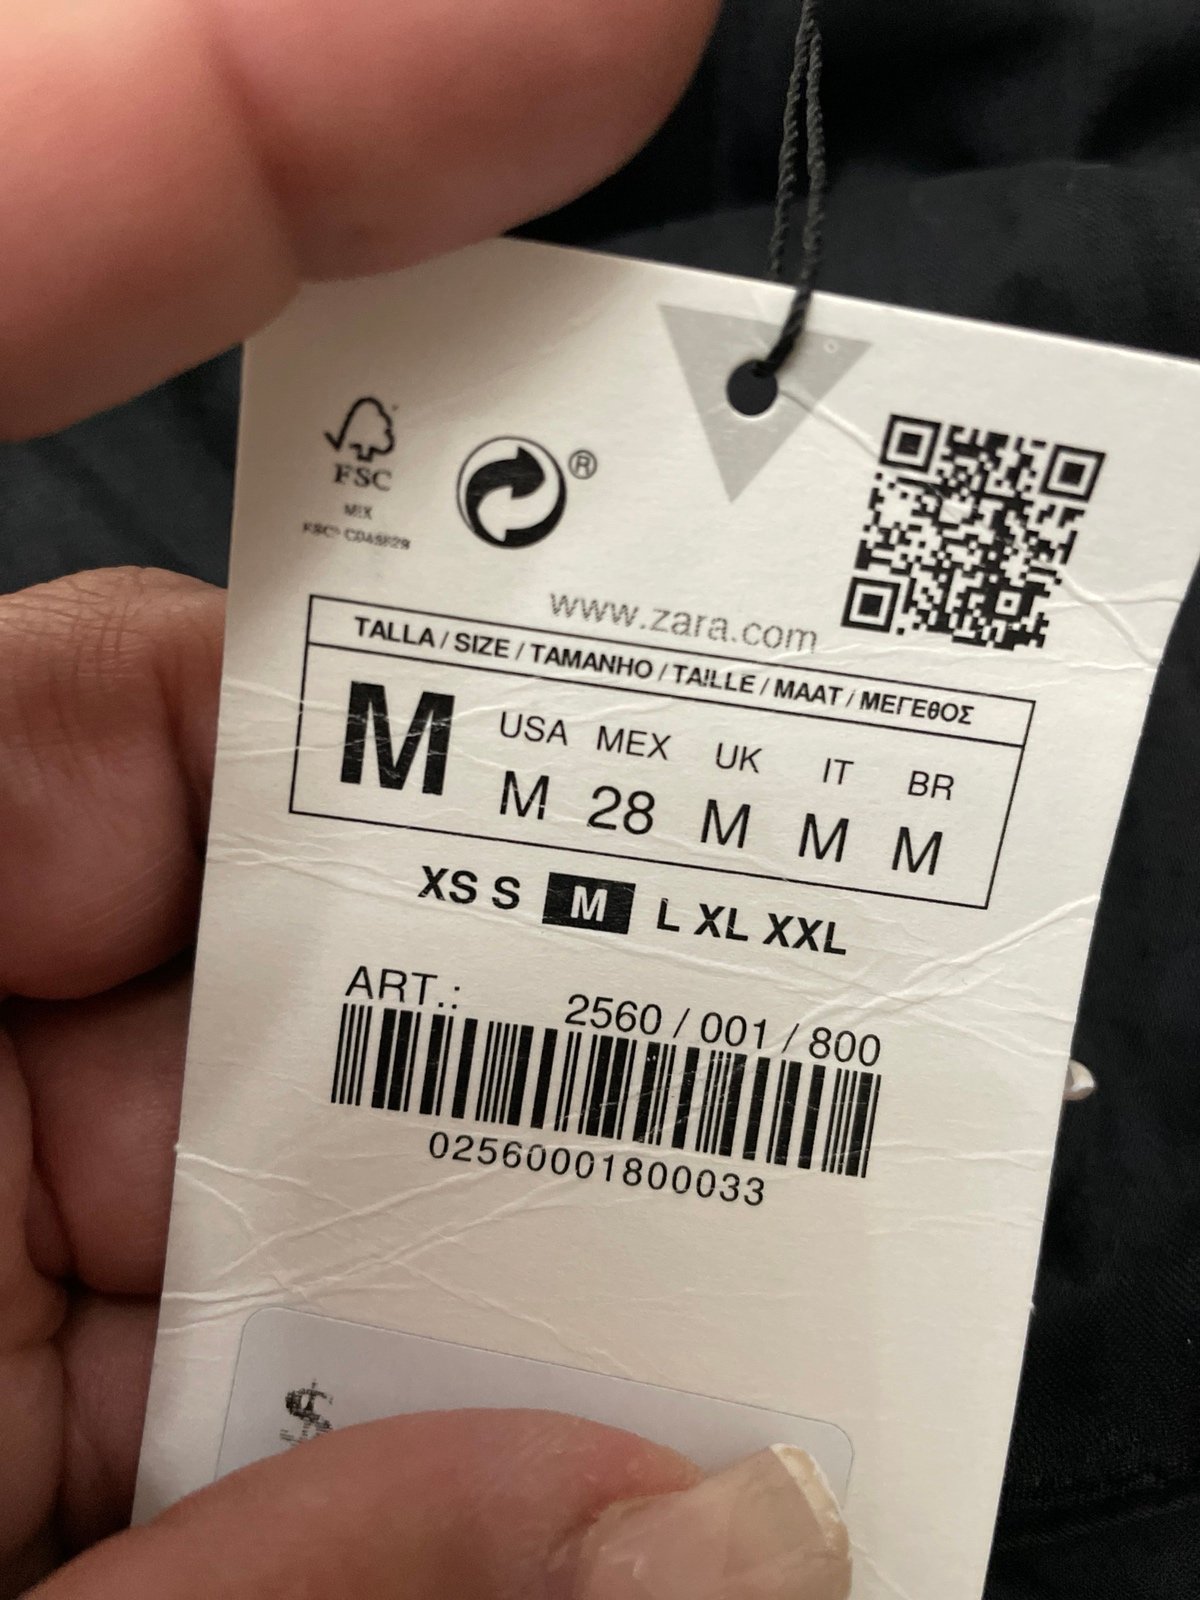 FSC
MIX
®
www.zara.com
TALLA / SIZE / TAMANHO / TAILLE / MAAT / ΜΕΓΕθΟΣ
M USA MEX UK IT BR
M 28 M M M
XS S M L XL XXL
ART.: 2560 / 001 / 800
02560001800033
$